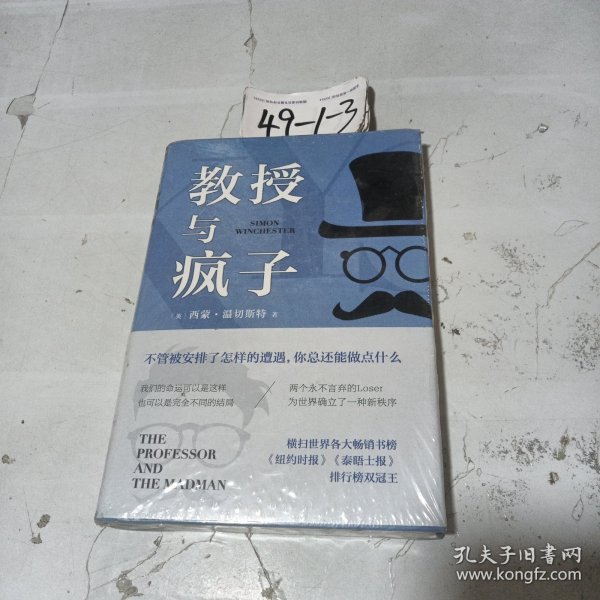 49-1-3
教授
与
疯子
SIMON
WINCHESTER
〔英〕西蒙·温切斯特 著
不管被安排了怎样的遭遇，你总还能做点什么
我们的命运可以是这样
也可以是完全不同的结局
两个永不言弃的Loser
为世界确立了一种新秩序
THE
PROFESSOR
AND
THE MADMAN
横扫世界各大畅销书榜
《纽约时报》《泰晤士报》
排行榜双冠王
孔夫子旧书网
www.kongfz.com